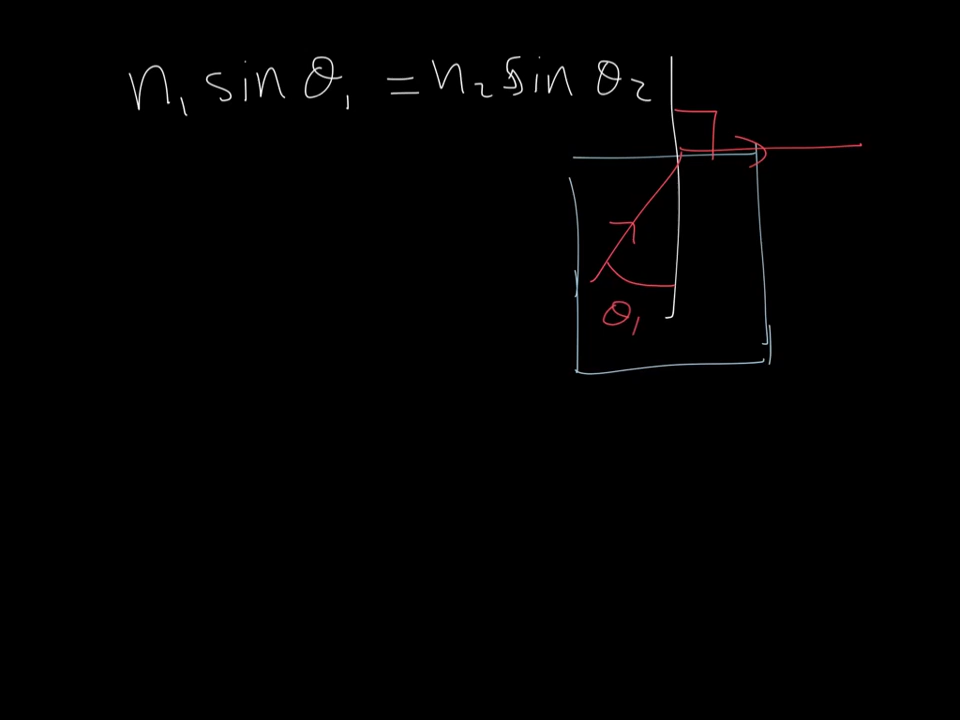 n₁ sin θ₁ = n₂ sin θ₂
θ₁